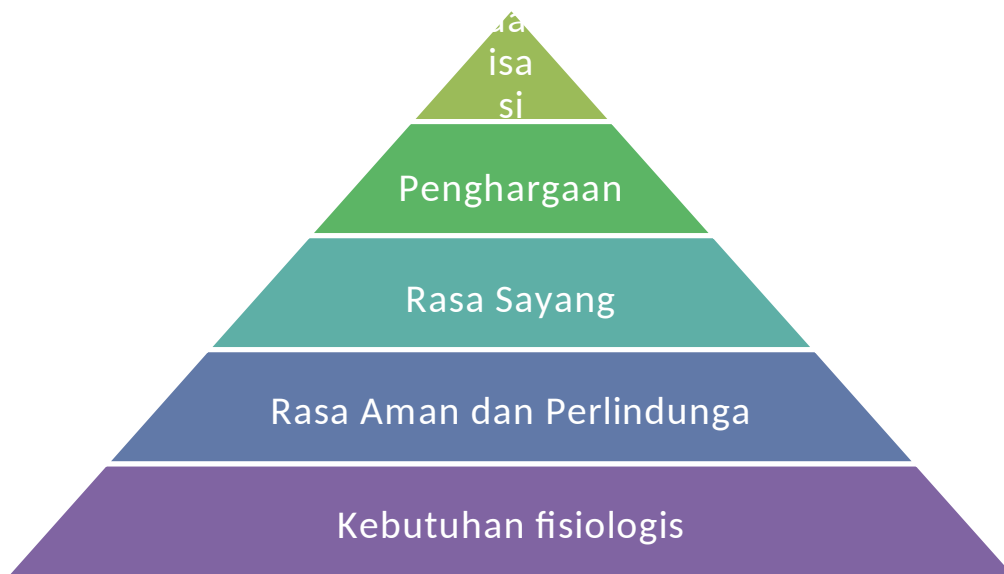 isa
si
Penghargaan
Rasa Sayang
Rasa Aman dan Perlindunga
Kebutuhan fisiologis